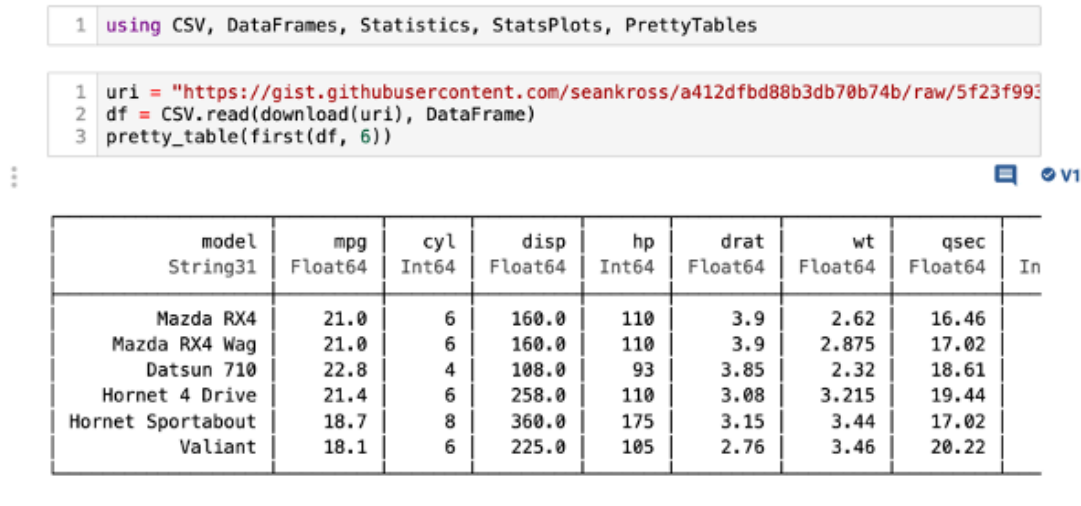 1 using CSV, DataFrames, Statistics, StatsPlots, PrettyTables
1 uri = "https://gist.githubusercontent.com/seankross/a412dfbd88b3db70b74b/raw/5f23f993
2 df = CSV.read(download(uri), DataFrame)
3 pretty_table(first(df, 6))
V1
model mpg cyl disp hp drat wt qsec
String31 Float64 Int64 Float64 Int64 Float64 Float64 Float64 In
Mazda RX4 21.0 6 160.0 110 3.9 2.62 16.46
Mazda RX4 Wag 21.0 6 160.0 110 3.9 2.875 17.02
Datsun 710 22.8 4 108.0 93 3.85 2.32 18.61
Hornet 4 Drive 21.4 6 258.0 110 3.08 3.215 19.44
Hornet Sportabout 18.7 8 360.0 175 3.15 3.44 17.02
Valiant 18.1 6 225.0 105 2.76 3.46 20.22